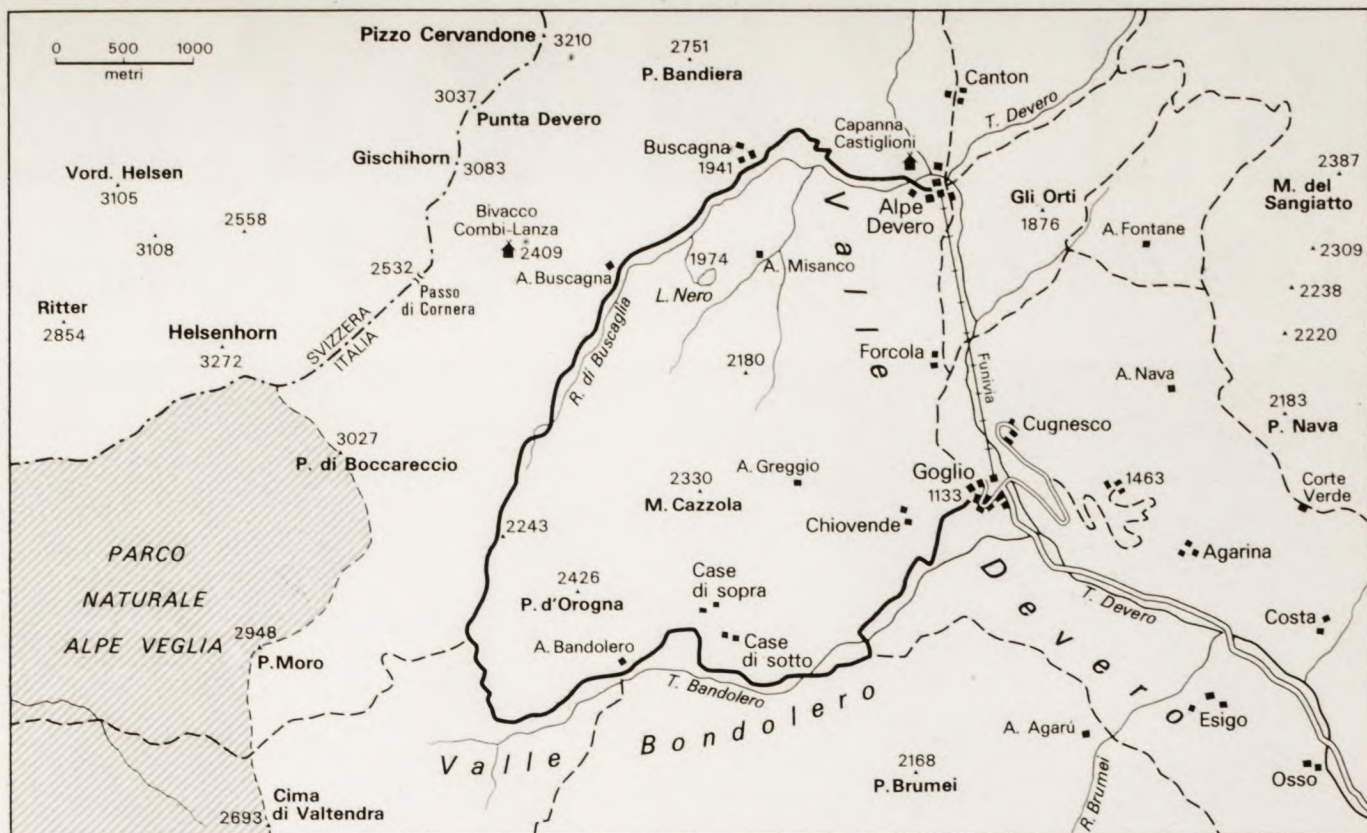 0 500 1000
metri
Pizzo Cervandone
3210
2751
P. Bandiera
Canton
T. Devero
3037
Punta Devero
Gischihorn
3083
Buscagna
1941
Capanna
Castiglioni
Vord. Helsen
3105
3108
2558
Bivacco
Combi-Lanza
2409
A. Buscagna
Alpe
Devero
Gli Orti
1876
A. Fontane
2387
M. del
Sangiatto
2309
2238
2220
2532
Passo
di Cornera
1974
L. Nero
A. Misanco
Ritter
2854
Helsenhorn
3272
SVIZZERA
ITALIA
R. di Buscaglia
2180
Forcola
Funivia
A. Nava
2183
P. Nava
3027
P. di Boccareccio
Cugnesco
2330
M. Cazzola
A. Greggio
Goglio
1133
1463
Corte
Verde
Chiovende
2243
Agarina
PARCO
NATURALE
ALPE VEGLIA
2426
P. d'Orogna
Case
di sopra
Case
di sotto
Valle Devero
T. Devero
Costa
2948
P. Moro
A. Bandolero
T. Bandolero
Valle Bondolero
A. Agarú
Esigo
Osso
2168
P. Brumei
R. Brumei
Cima
di Valtendra
2693